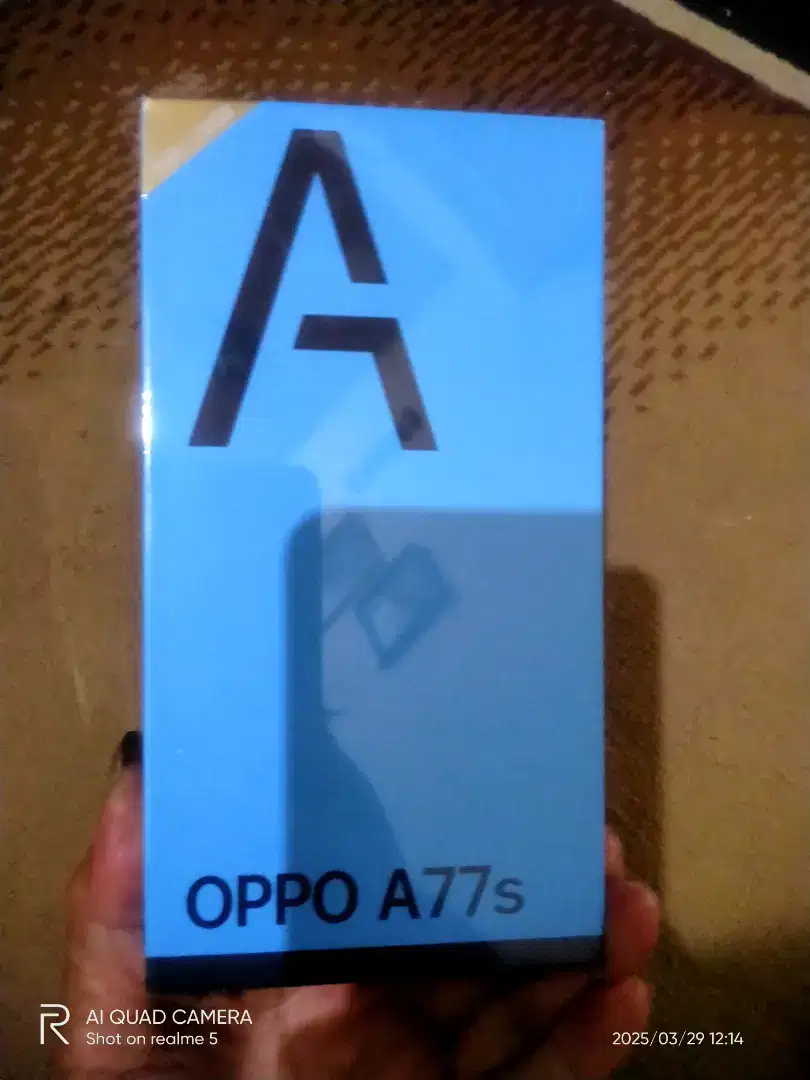 A
OPPO A77s
AI QUAD CAMERA
Shot on realme 5
2025/03/29 12:14